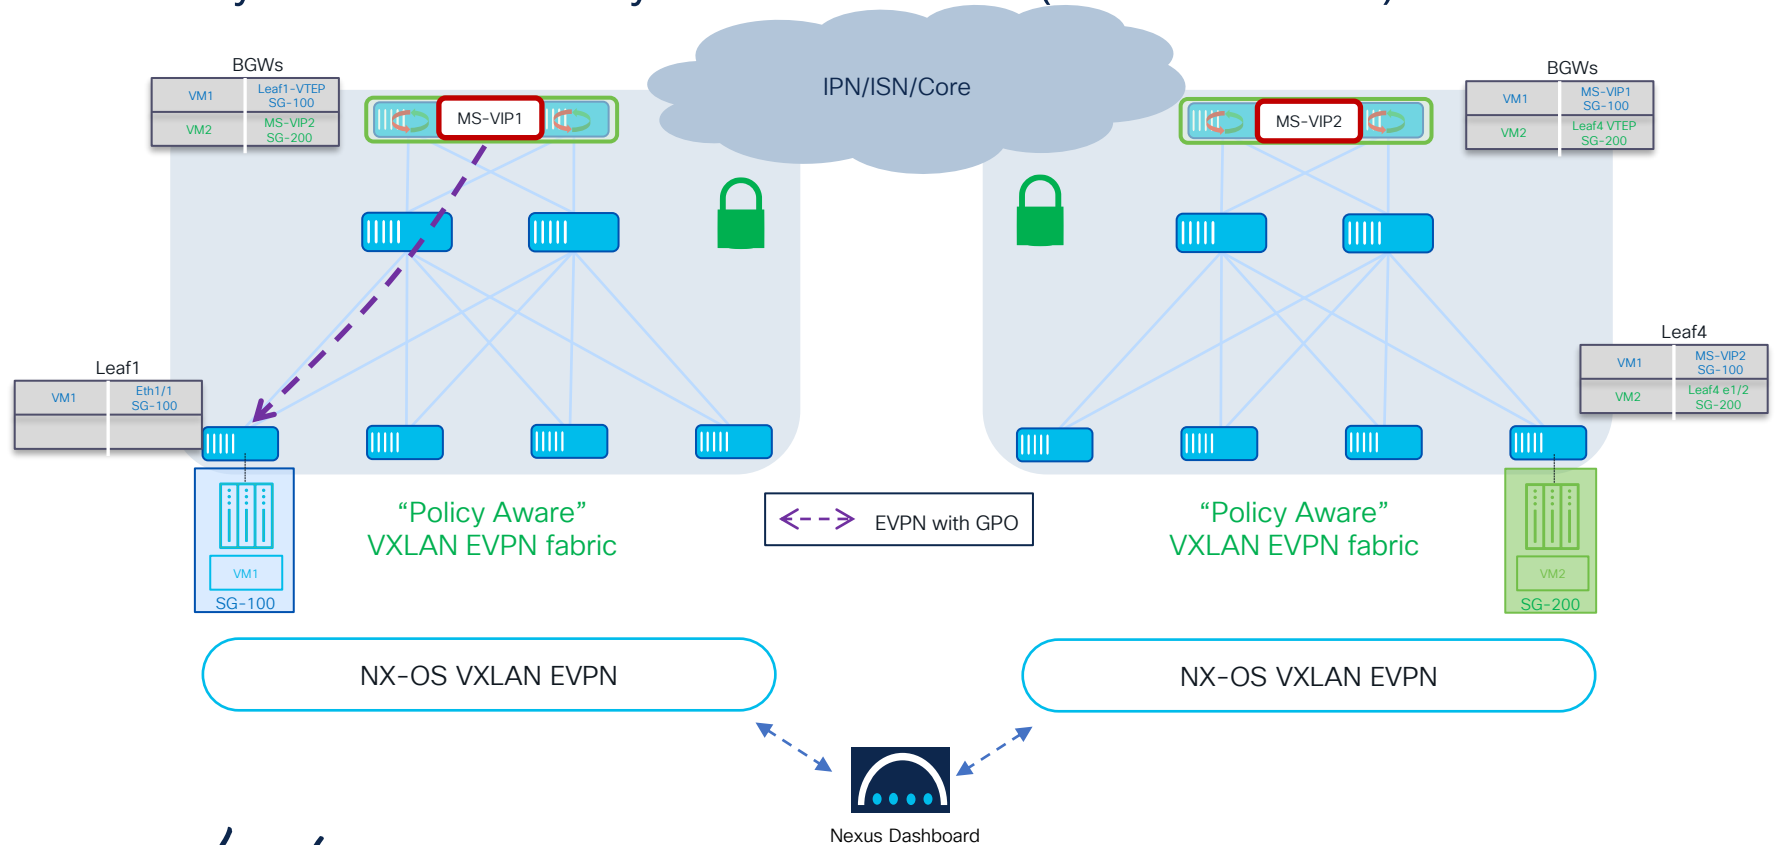 IPN/ISN/Core
BGWs
VM1
Leaf1-VTEP
SG-100
VM2
MS-VIP2
SG-200
MS-VIP1
MS-VIP2
BGWs
VM1
MS-VIP1
SG-100
VM2
Leaf4 VTEP
SG-200
Leaf1
VM1
Eth1/1
SG-100
Leaf4
VM1
MS-VIP2
SG-100
VM2
Leaf4 e1/2
SG-200
“Policy Aware”
VXLAN EVPN fabric
EVPN with GPO
“Policy Aware”
VXLAN EVPN fabric
VM1
SG-100
VM2
SG-200
NX-OS VXLAN EVPN
NX-OS VXLAN EVPN
Nexus Dashboard